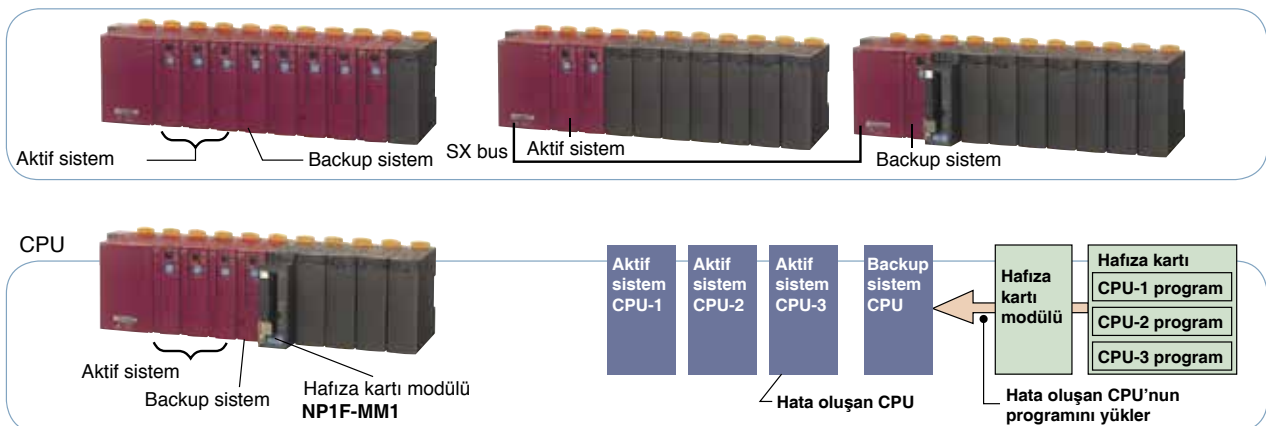 Aktif sistem
Backup sistem
SX bus
Aktif sistem
Backup sistem
CPU
Aktif sistem
Backup sistem
Hafıza kartı modülü
NP1F-MM1
Aktif
sistem
CPU-1
Aktif
sistem
CPU-2
Aktif
sistem
CPU-3
Backup
sistem
CPU
Hafıza
kartı
modülü
Hafıza kartı
CPU-1 program
CPU-2 program
CPU-3 program
Hata oluşan CPU
Hata oluşan CPU’nun
programını yükler